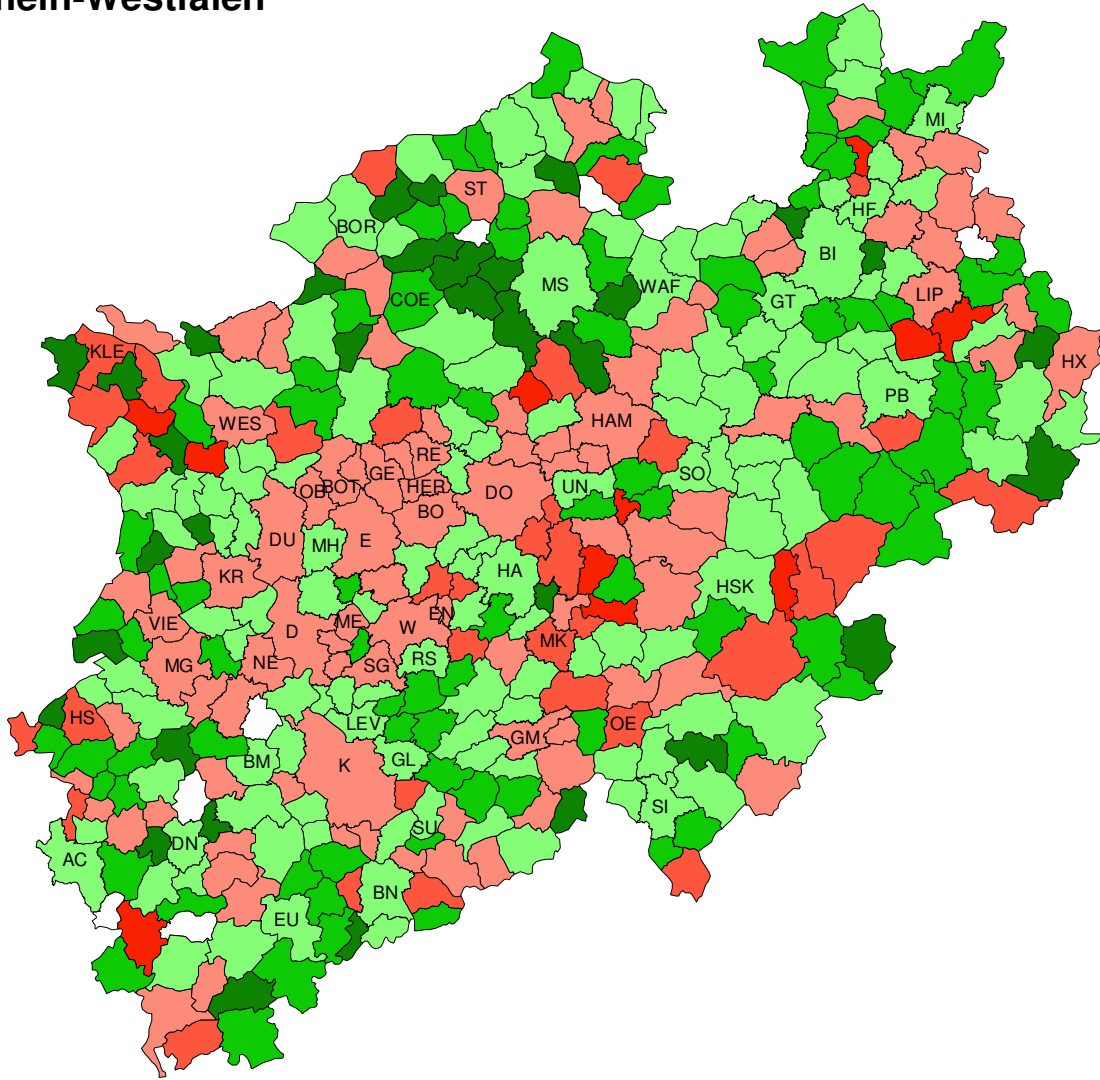 hein-Westfalen
MI
ST
HF
BOR
BI
MS
WAF
COE
GT
LIP
KLE
HX
PB
WES
HAM
RE
GE
SO
BOT
HER
OB
DO
UN
BO
DU
MH
E
HA
KR
HSK
EN
VIE
ME
W
D
MK
RS
MG
NE
SG
HS
LEV
OE
GM
BM
K
GL
SI
SU
DN
AC
BN
EU